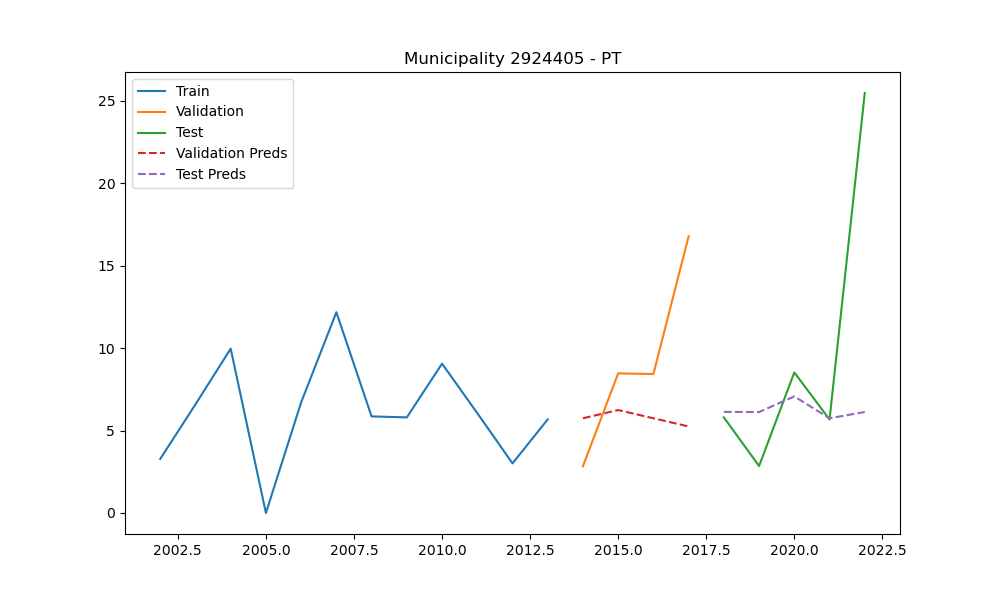 Municipality 2924405 - PT
Train
Validation
Test
Validation Preds
Test Preds
25
20
15
10
5
0
2002.5 2005.0 2007.5 2010.0 2012.5 2015.0 2017.5 2020.0 2022.5